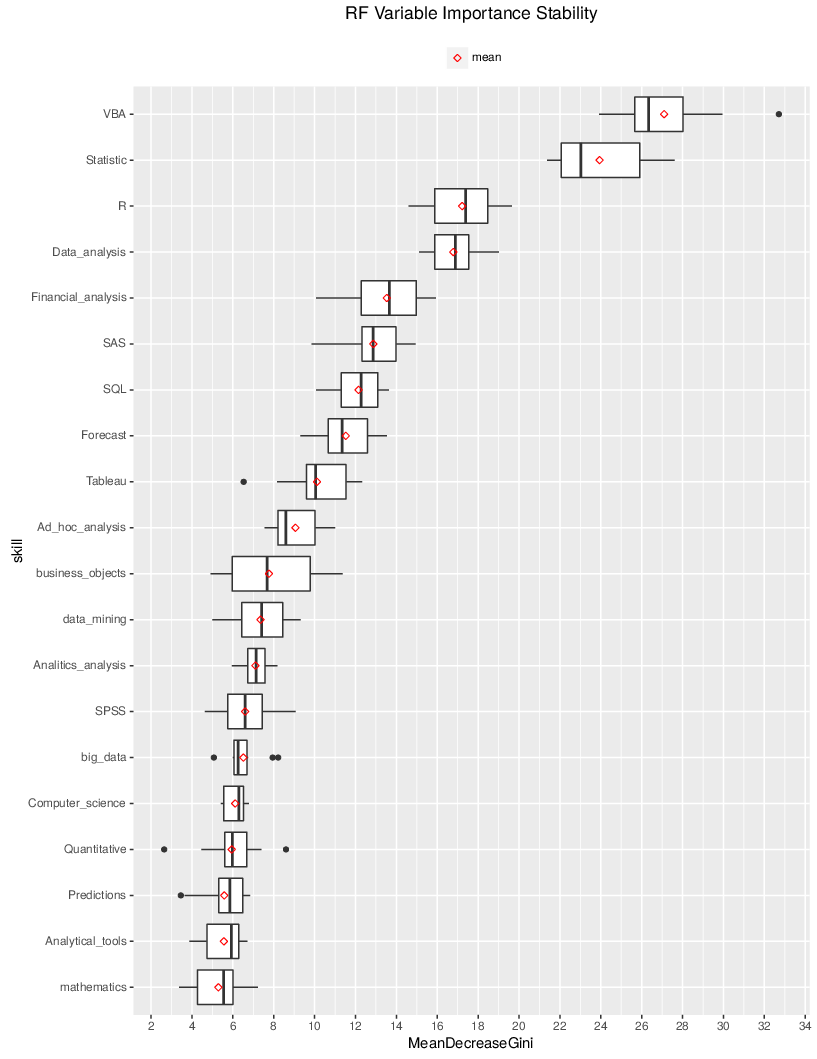 RF Variable Importance Stability
mean
VBA
Statistic
R
Data_analysis
Financial_analysis
SAS
SQL
Forecast
Tableau
Ad_hoc_analysis
business_objects
data_mining
Analitics_analysis
SPSS
big_data
Computer_science
Quantitative
Predictions
Analytical_tools
mathematics
skill
2 4 6 8 10 12 14 16 18 20 22 24 26 28 30 32 34
MeanDecreaseGini